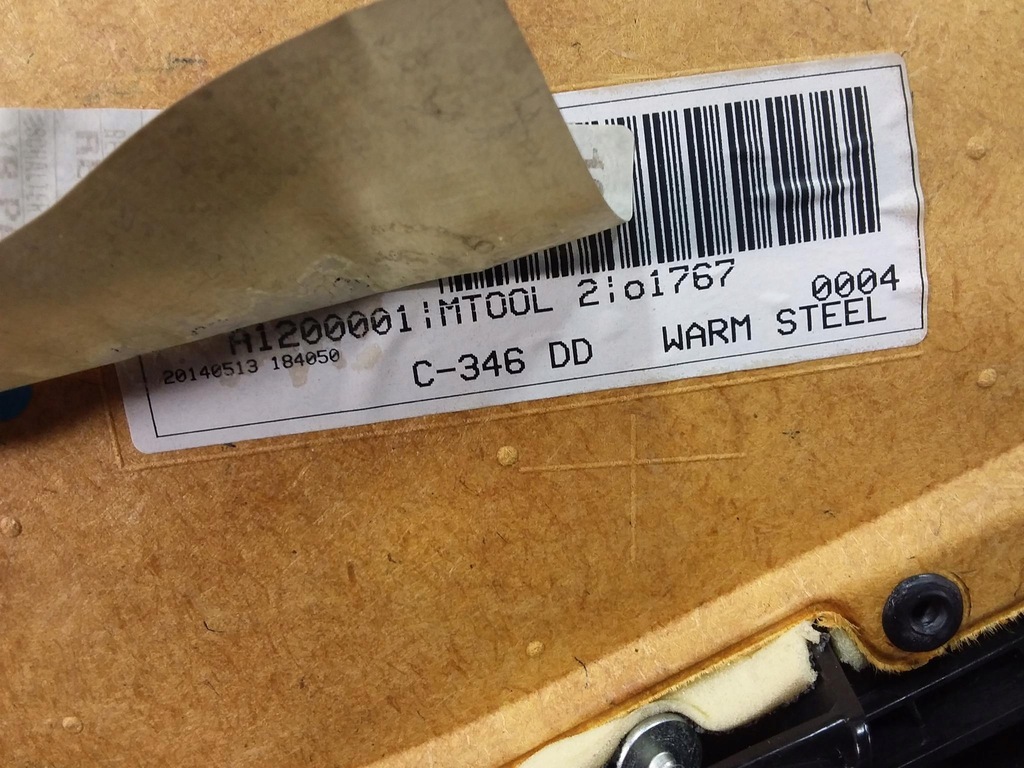 A1200001¦MTOOL 2¦o1767
0004
20140513 184050
C-346 DD
WARM STEEL